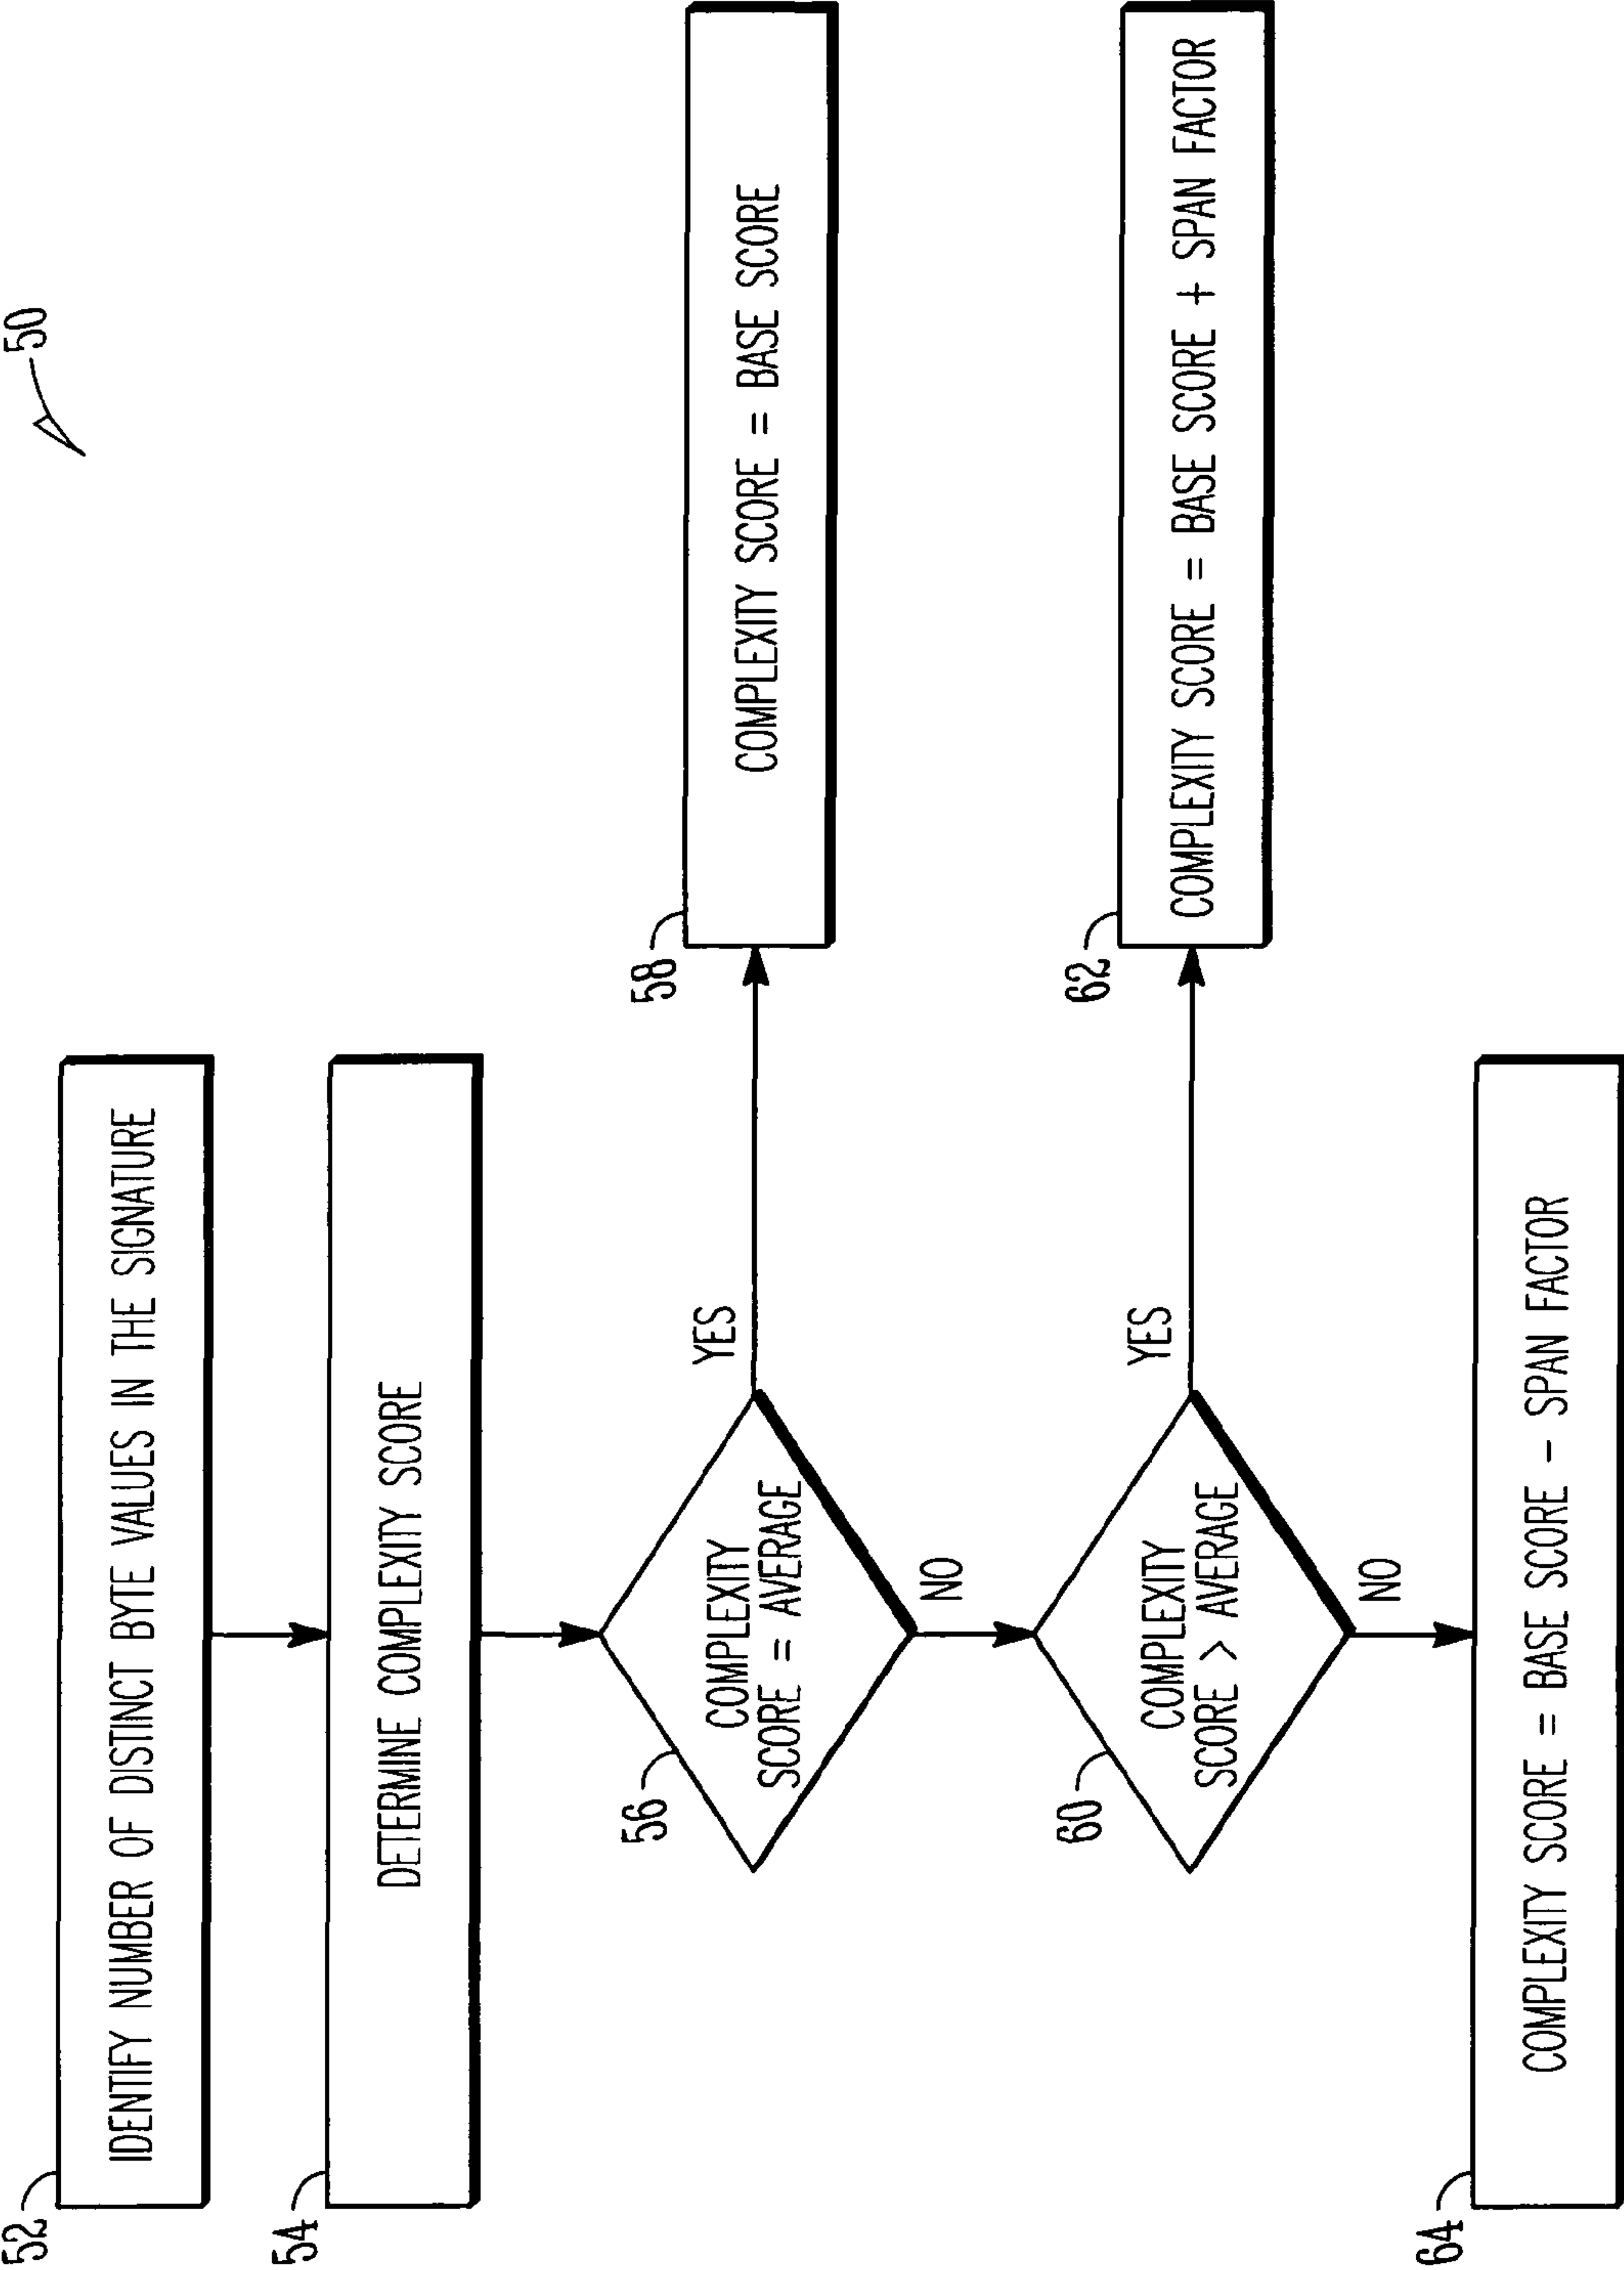 50
52
IDENTIFY NUMBER OF DISTINCT BYTE VALUES IN THE SIGNATURE
54
DETERMINE COMPLEXITY SCORE
56
COMPLEXITY
SCORE = AVERAGE
YES
58
COMPLEXITY SCORE = BASE SCORE
NO
60
COMPLEXITY
SCORE > AVERAGE
YES
62
COMPLEXITY SCORE = BASE SCORE + SPAN FACTOR
NO
64
COMPLEXITY SCORE = BASE SCORE - SPAN FACTOR